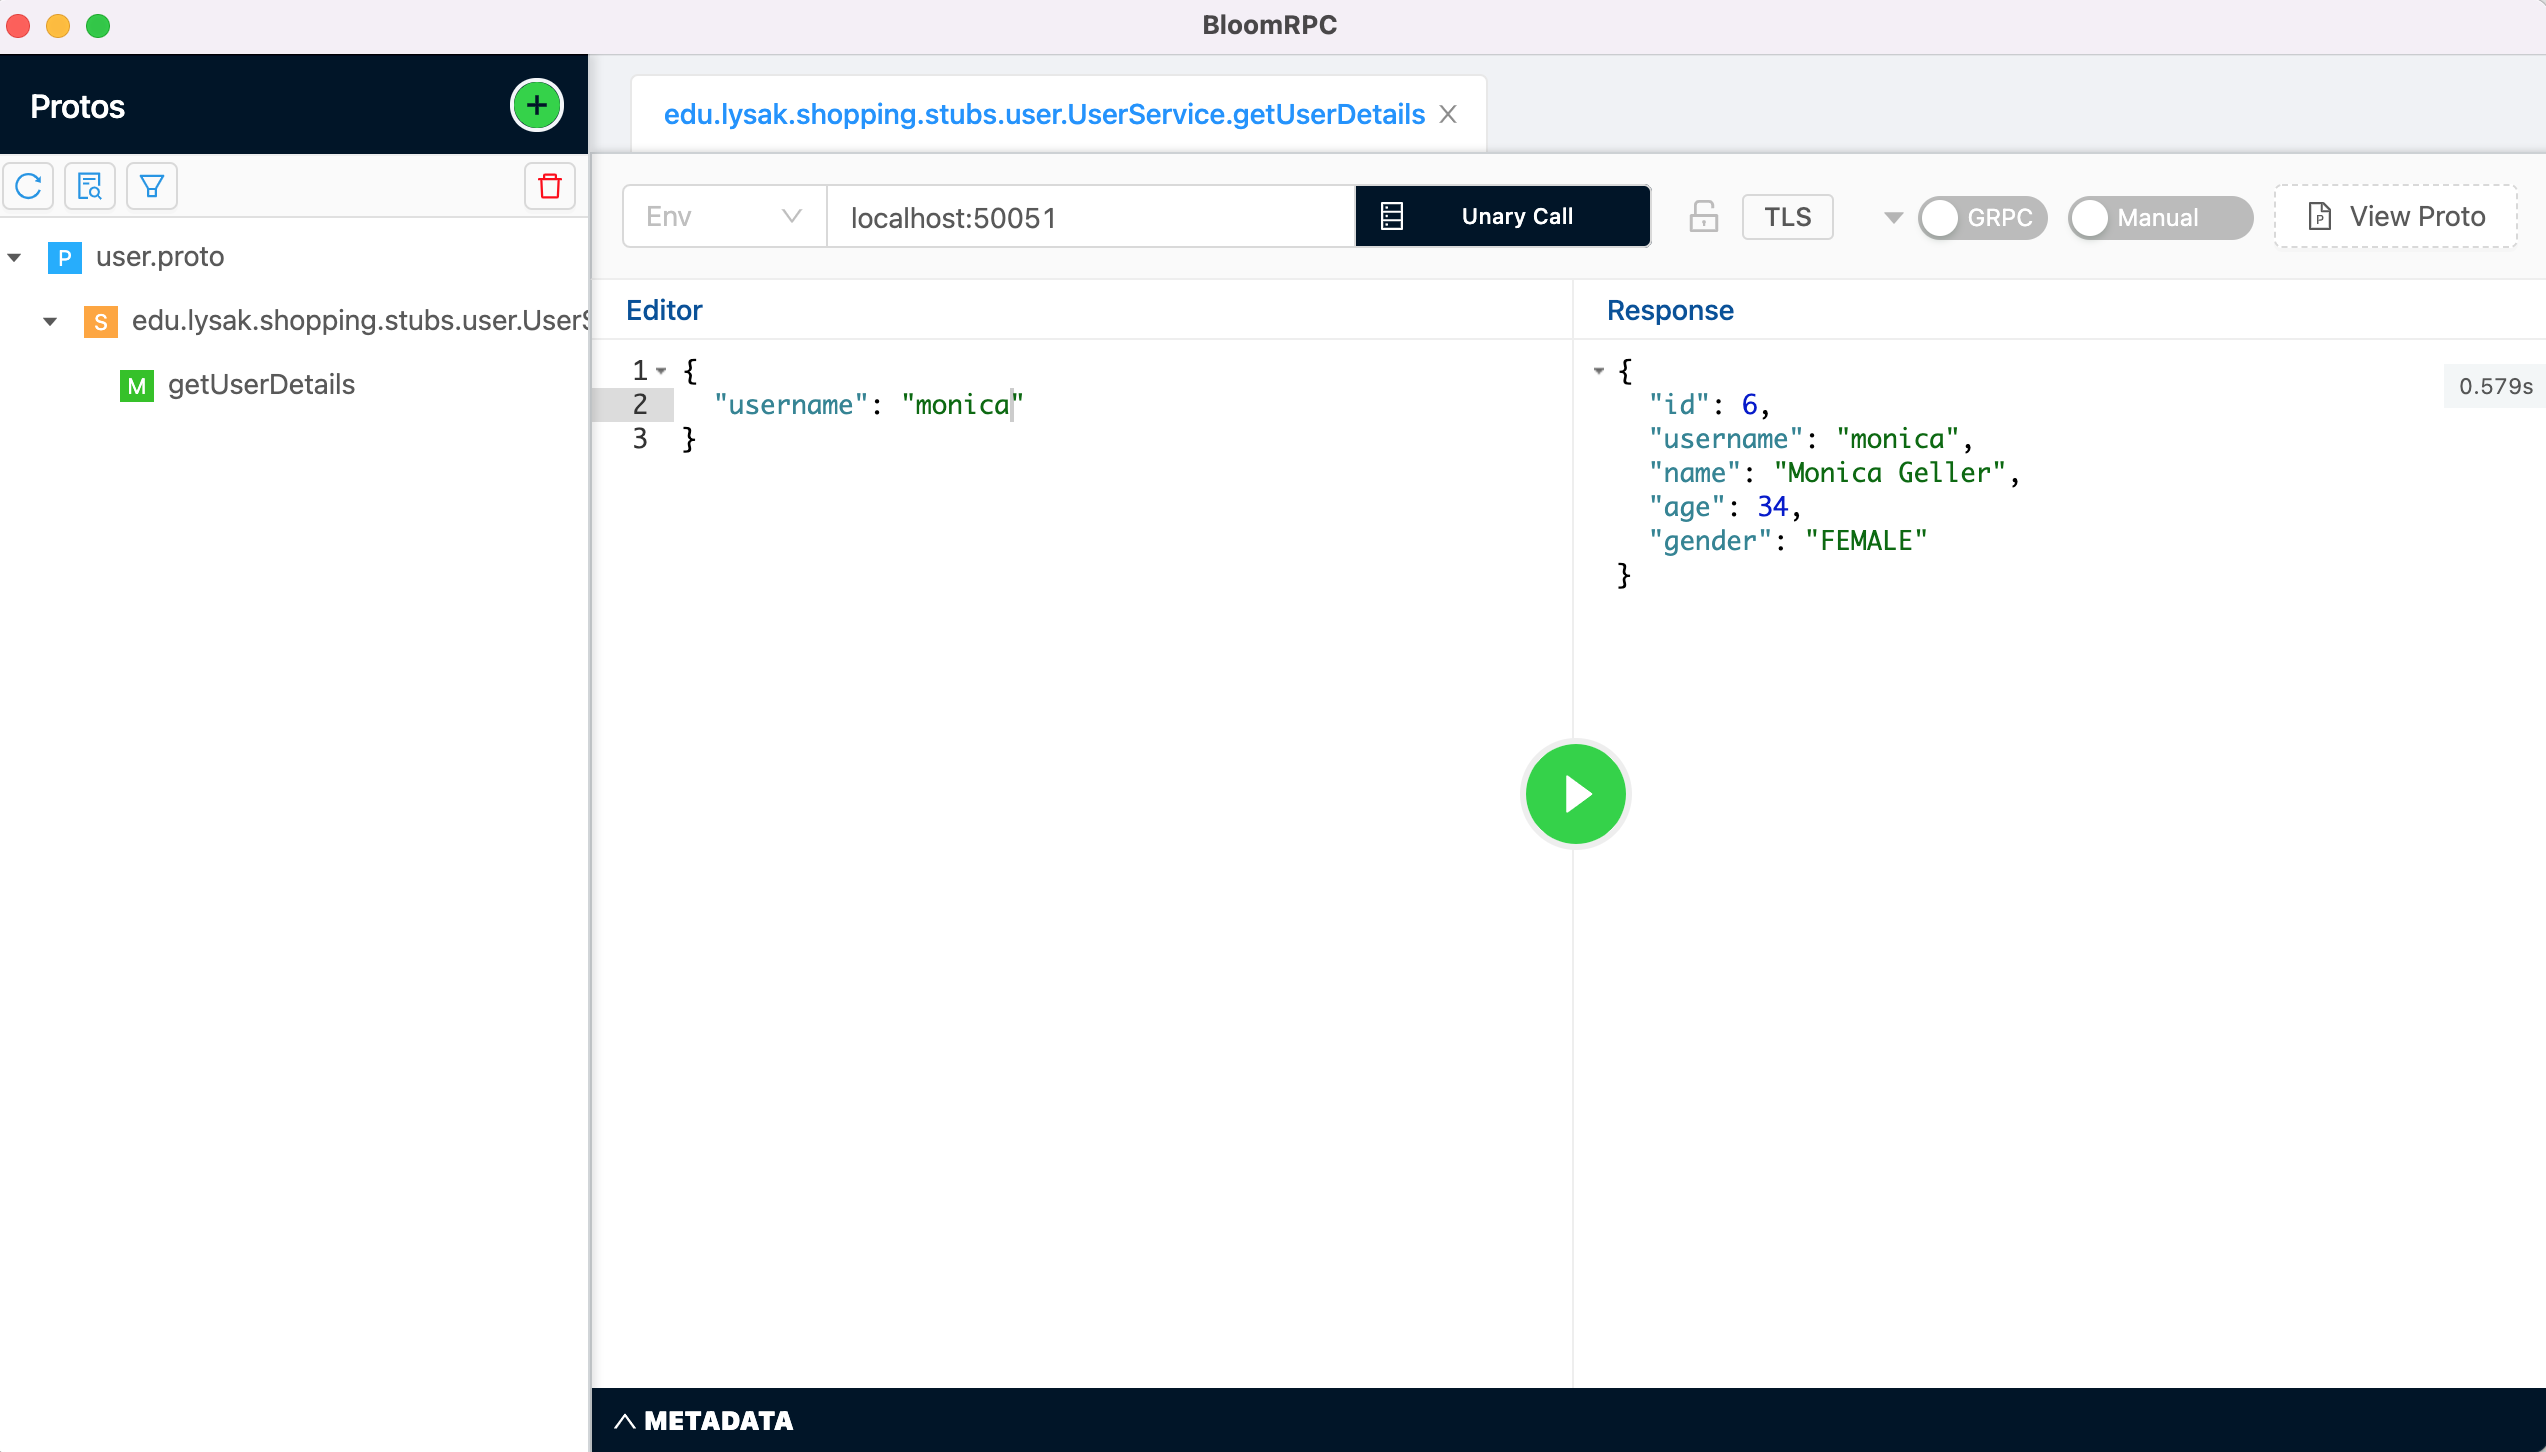 BloomRPC
Protos
edu.lysak.shopping.stubs.user.UserService.getUserDetails
Env
localhost:50051
Unary Call
TLS
GRPC
Manual
View Proto
P user.proto
S edu.lysak.shopping.stubs.user.UserS
M getUserDetails
Editor
1 {
2 "username": "monica"
3 }
Response
{
"id": 6,
"username": "monica",
"name": "Monica Geller",
"age": 34,
"gender": "FEMALE"
}
0.579s
METADATA